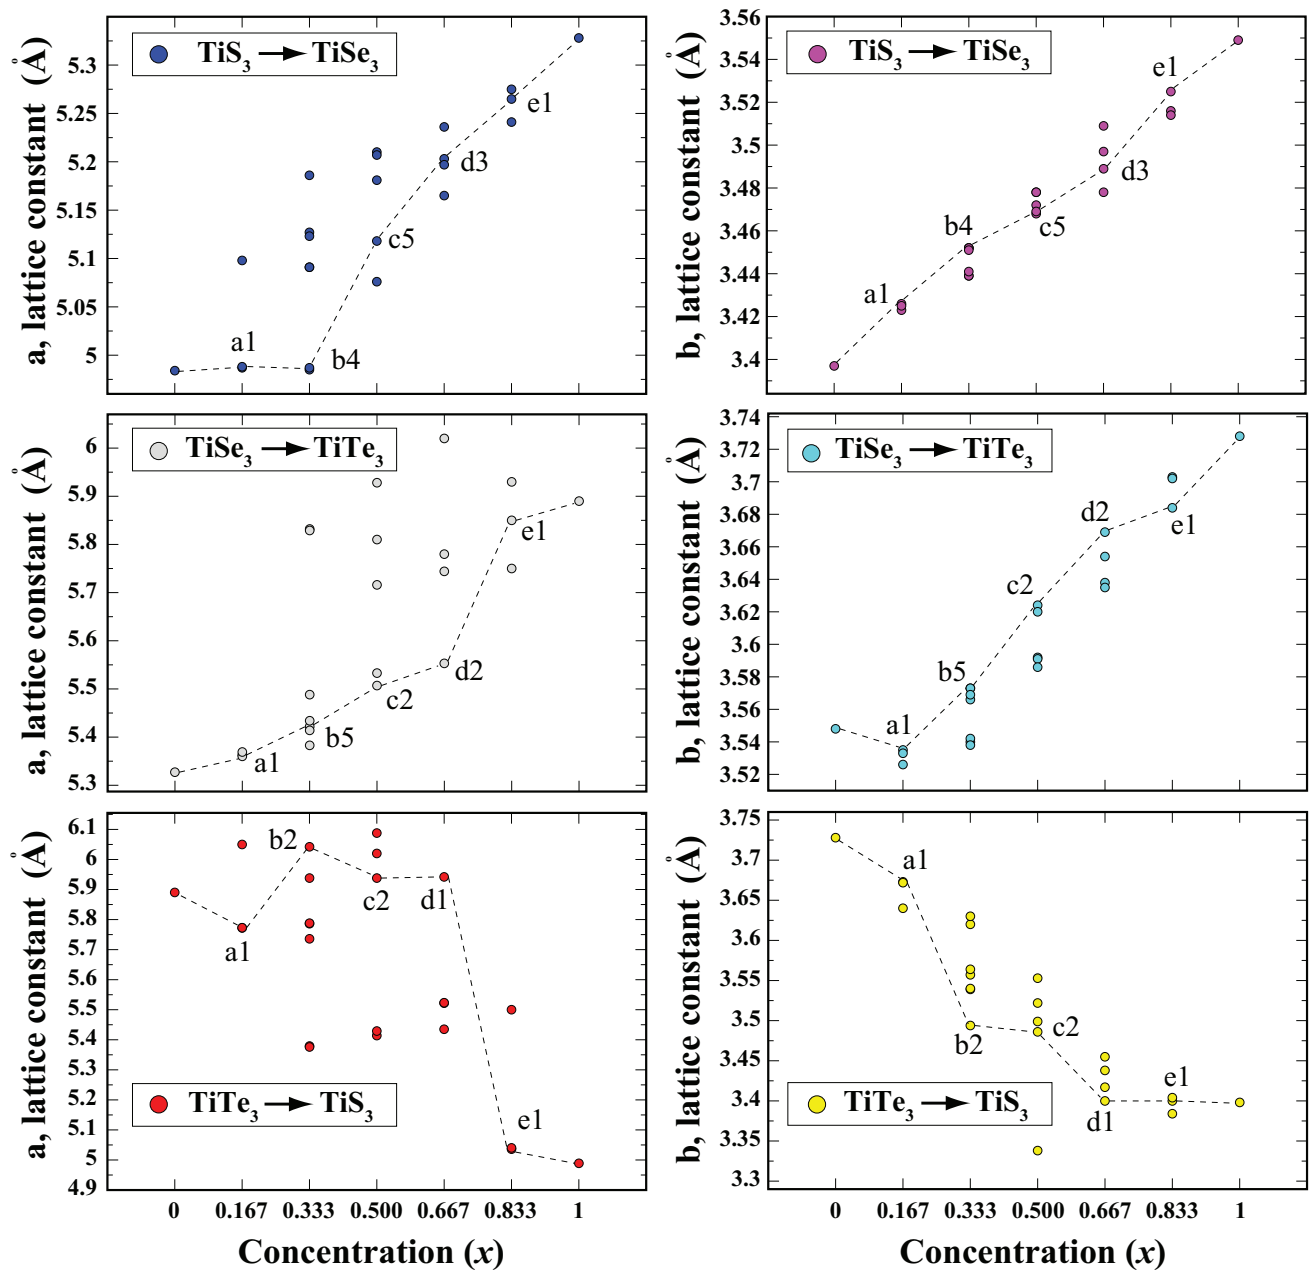 a, lattice constant (Å)
TiS₃ → TiSe₃
5.3
5.25
5.2
5.15
5.1
5.05
5
a1
b4
c5
d3
e1
b, lattice constant (Å)
TiS₃ → TiSe₃
3.56
3.54
3.52
3.5
3.48
3.46
3.44
3.42
3.4
a1
b4
c5
d3
e1
a, lattice constant (Å)
TiSe₃ → TiTe₃
6
5.9
5.8
5.7
5.6
5.5
5.4
5.3
a1
b5
c2
d2
e1
b, lattice constant (Å)
TiSe₃ → TiTe₃
3.74
3.72
3.7
3.68
3.66
3.64
3.62
3.6
3.58
3.56
3.54
3.52
a1
b5
c2
d2
e1
a, lattice constant (Å)
6.1
6
5.9
5.8
5.7
5.6
5.5
5.4
5.3
5.2
5.1
5
4.9
a1
b2
c2
d1
e1
TiTe₃ → TiS₃
0 0.167 0.333 0.500 0.667 0.833 1
Concentration (x)
b, lattice constant (Å)
3.75
3.7
3.65
3.6
3.55
3.5
3.45
3.4
3.35
3.3
a1
b2
c2
d1
e1
TiTe₃ → TiS₃
0 0.167 0.333 0.500 0.667 0.833 1
Concentration (x)